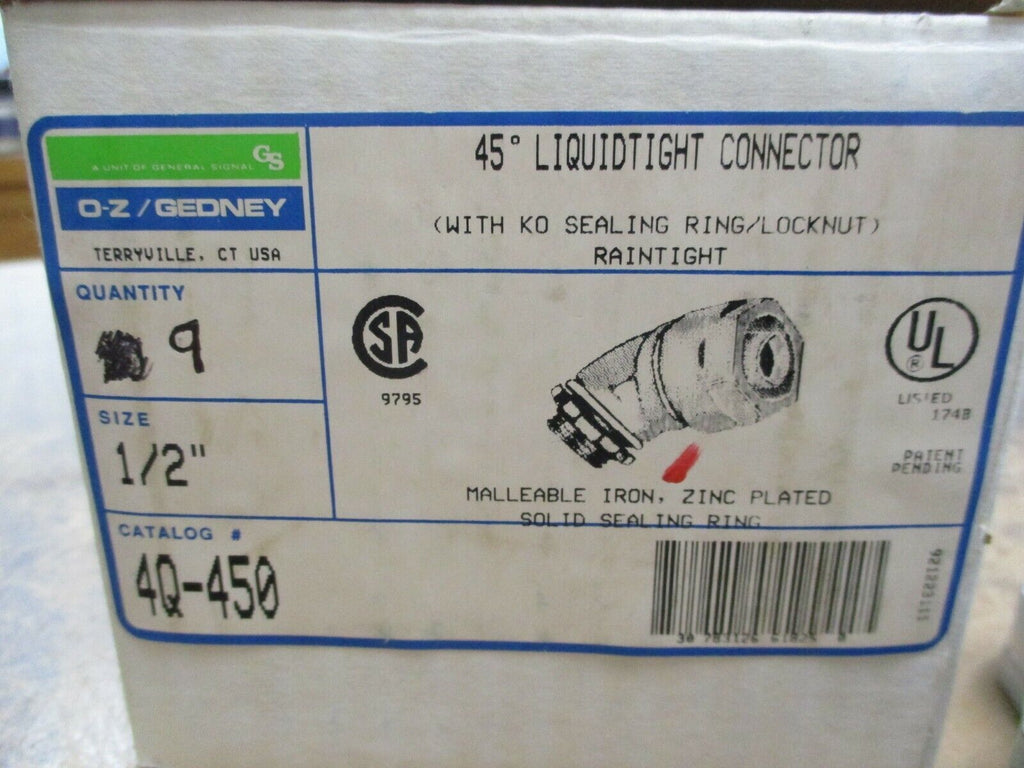 A UNIT OF GENERAL SIGNAL GS
O-Z/GEDNEY
TERRYVILLE, CT USA
45° LIQUIDTIGHT CONNECTOR
(WITH KO SEALING RING/LOCKNUT)
RAINTIGHT
QUANTITY
9
SIZE
1/2"
SA
9795
UL
®
LISTED
174B
PATENT
PENDING
MALLEABLE IRON, ZINC PLATED
SOLID SEALING RING
CATALOG #
4Q-450